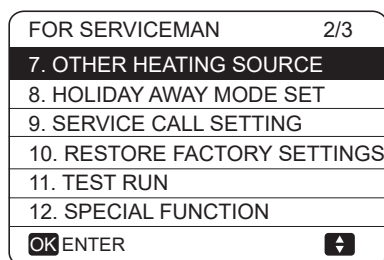 FOR SERVICEMAN 2/3
7. OTHER HEATING SOURCE
8. HOLIDAY AWAY MODE SET
9. SERVICE CALL SETTING
10. RESTORE FACTORY SETTINGS
11. TEST RUN
12. SPECIAL FUNCTION
OK ENTER